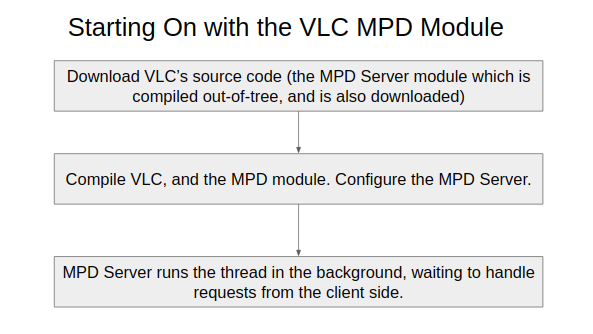 Starting On with the VLC MPD Module
Download VLC’s source code (the MPD Server module which is
compiled out-of-tree, and is also downloaded)
Compile VLC, and the MPD module. Configure the MPD Server.
MPD Server runs the thread in the background, waiting to handle
requests from the client side.